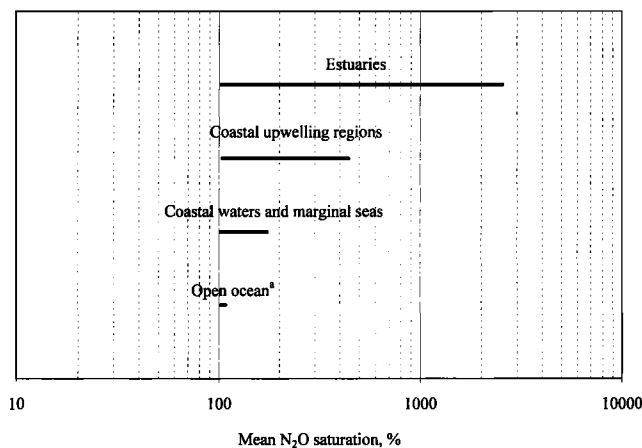 Estuaries
Coastal upwelling regions
Coastal waters and marginal seas
Open oceanᵃ
10 100 1000 10000
Mean N₂O saturation, %